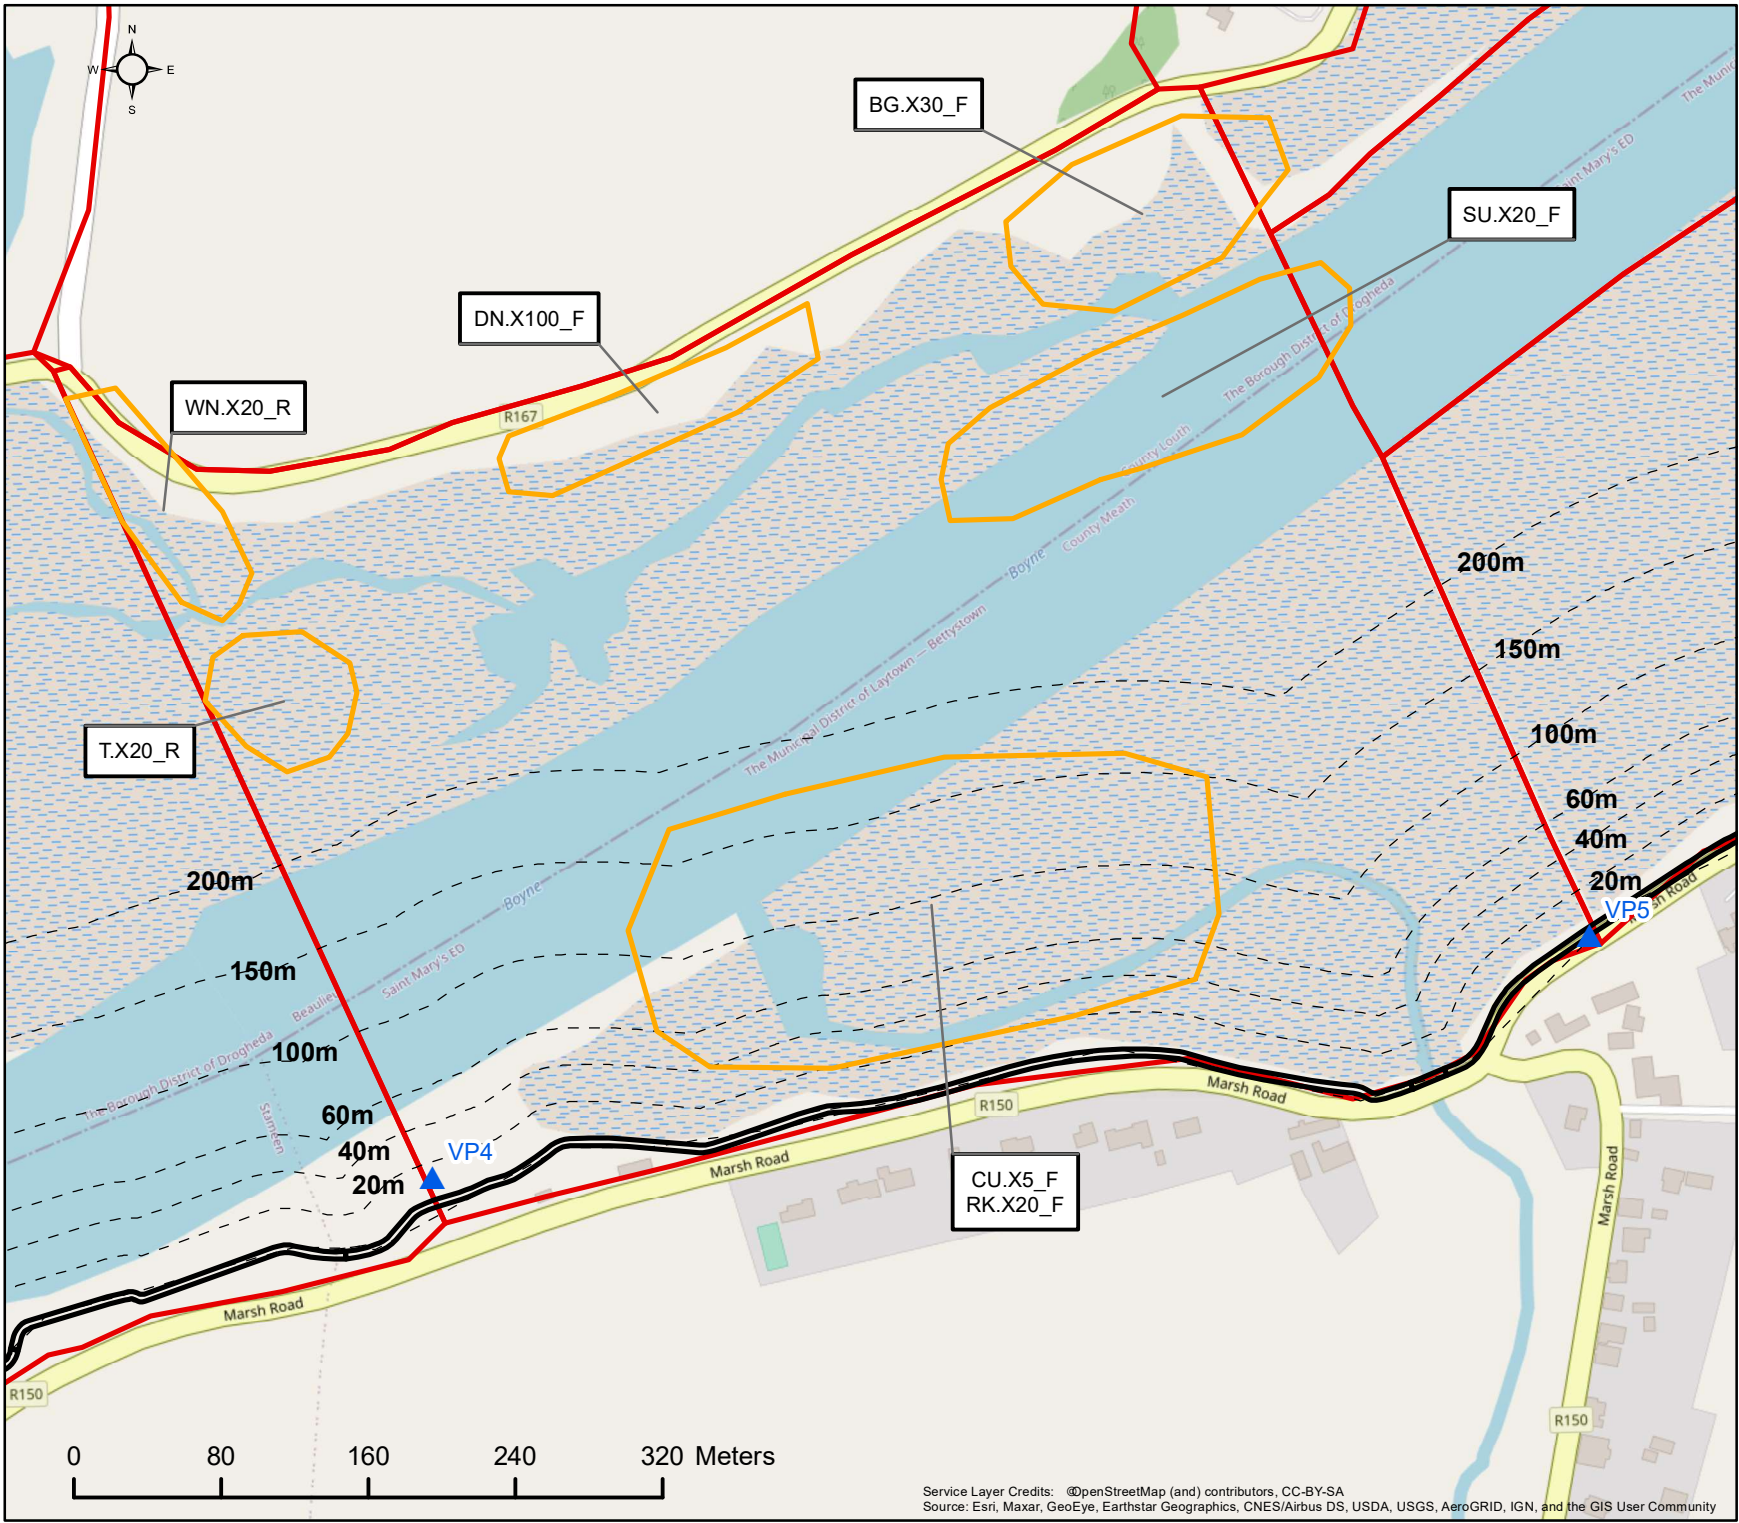 N
W
E
S
BG.X30_F
SU.X20_F
DN.X100_F
WN.X20_R
T.X20_R
CU.X5_F
RK.X20_F
The Munic
Saint Mary's ED
The Borough District of Drogheda
County Louth
County Meath
Boyne
The Municipal District of Laytown — Bettystown
R167
200m
150m
100m
60m
40m
20m
VP5
Marsh Road
200m
150m
100m
60m
40m
20m
VP4
Boyne
Saint Mary's ED
Beaulieu
The Borough District of Drogheda
Stameen
Marsh Road
R150
Marsh Road
Marsh Road
R150
Marsh Road
R150
0 80 160 240 320 Meters
Service Layer Credits: ©OpenStreetMap (and) contributors, CC-BY-SA
Source: Esri, Maxar, GeoEye, Earthstar Geographics, CNES/Airbus DS, USDA, USGS, AeroGRID, IGN, and the GIS User Community